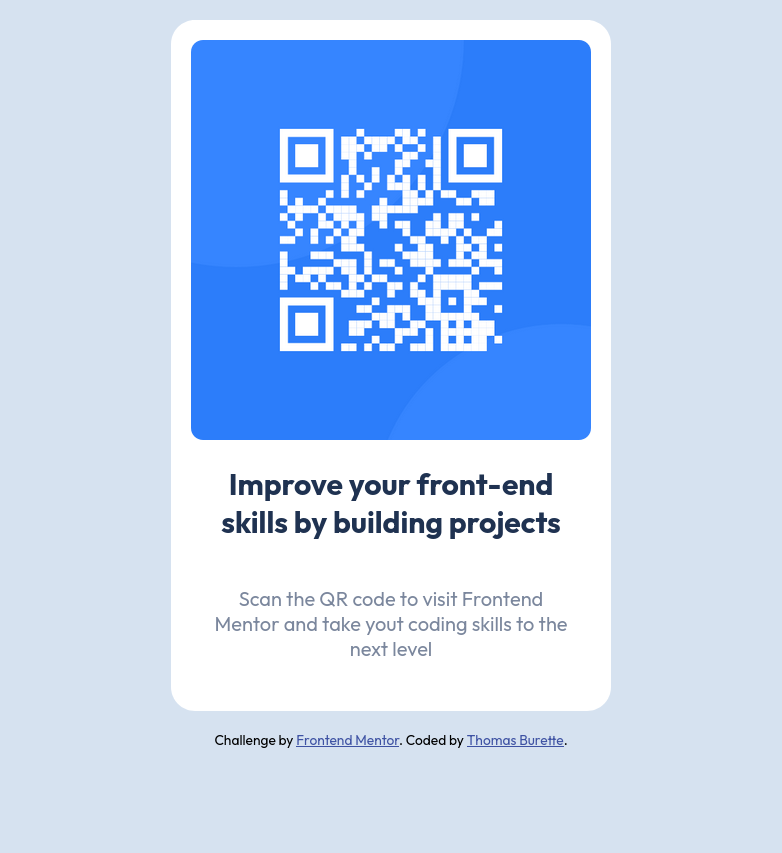 Improve your front-end
skills by building projects
Scan the QR code to visit Frontend
Mentor and take yout coding skills to the
next level
Challenge by Frontend Mentor. Coded by Thomas Burette.